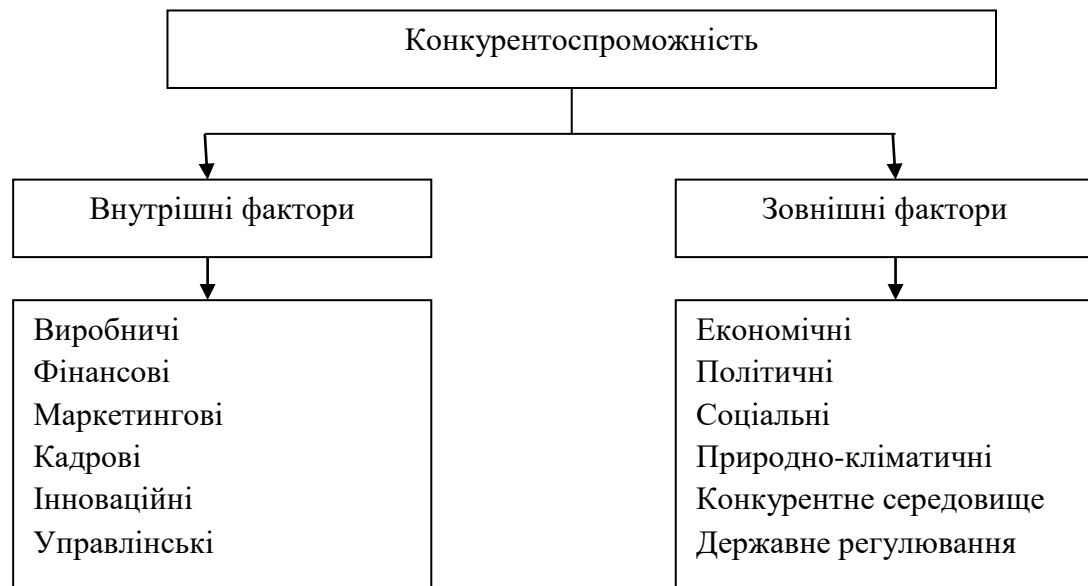 Конкурентоспроможність
Внутрішні фактори
Зовнішні фактори
Виробничі
Фінансові
Маркетингові
Кадрові
Інноваційні
Управлінські
Економічні
Політичні
Соціальні
Природно-кліматичні
Конкурентне середовище
Державне регулювання